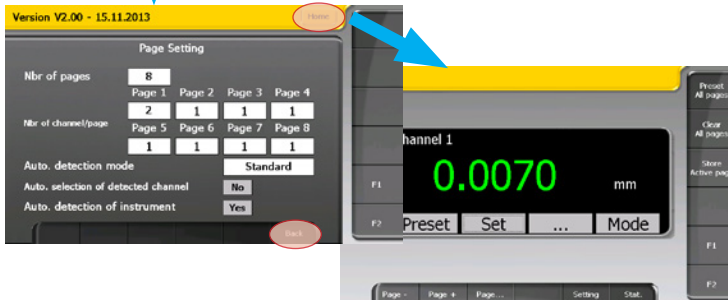 Version V2.00 - 15.11.2013
Home
Page Setting
Nbr of pages 8
Page 1 Page 2 Page 3 Page 4
2 1 1 1
Nbr of channel/page
Page 5 Page 6 Page 7 Page 8
1 1 1 1
Auto. detection mode Standard
Auto. selection of detected channel No
Auto. detection of instrument Yes
Back
F1
F2
hannel 1
0.0070 mm
Preset Set ... Mode
Page - Page + Page... Setting Stat.
Preset
All pages
Clear
All pages
Store
Active pag
F1
F2